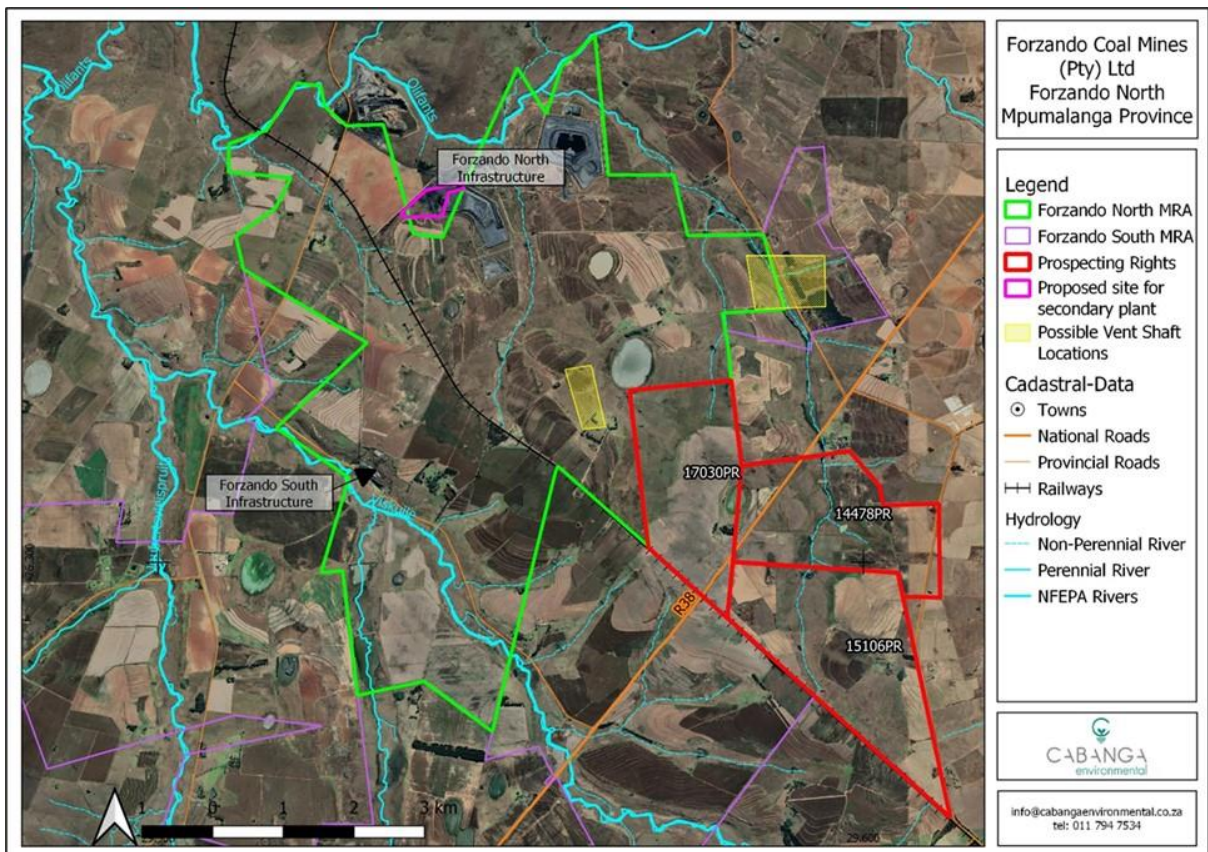 Olifants
Olifants
Forzando North
Infrastructure
17030PR
14478PR
Forzando South
Infrastructure
R38
15106PR
1 0 1 2 3 km
29.600
Forzando Coal Mines
(Pty) Ltd
Forzando North
Mpumalanga Province
Legend
Forzando North MRA
Forzando South MRA
Prospecting Rights
Proposed site for
secondary plant
Possible Vent Shaft
Locations
Cadastral-Data
Towns
National Roads
Provincial Roads
Railways
Hydrology
Non-Perennial River
Perennial River
NFEPA Rivers
CABANGA
environmental
info@cabangaenvironmental.co.za
tel: 011 794 7534